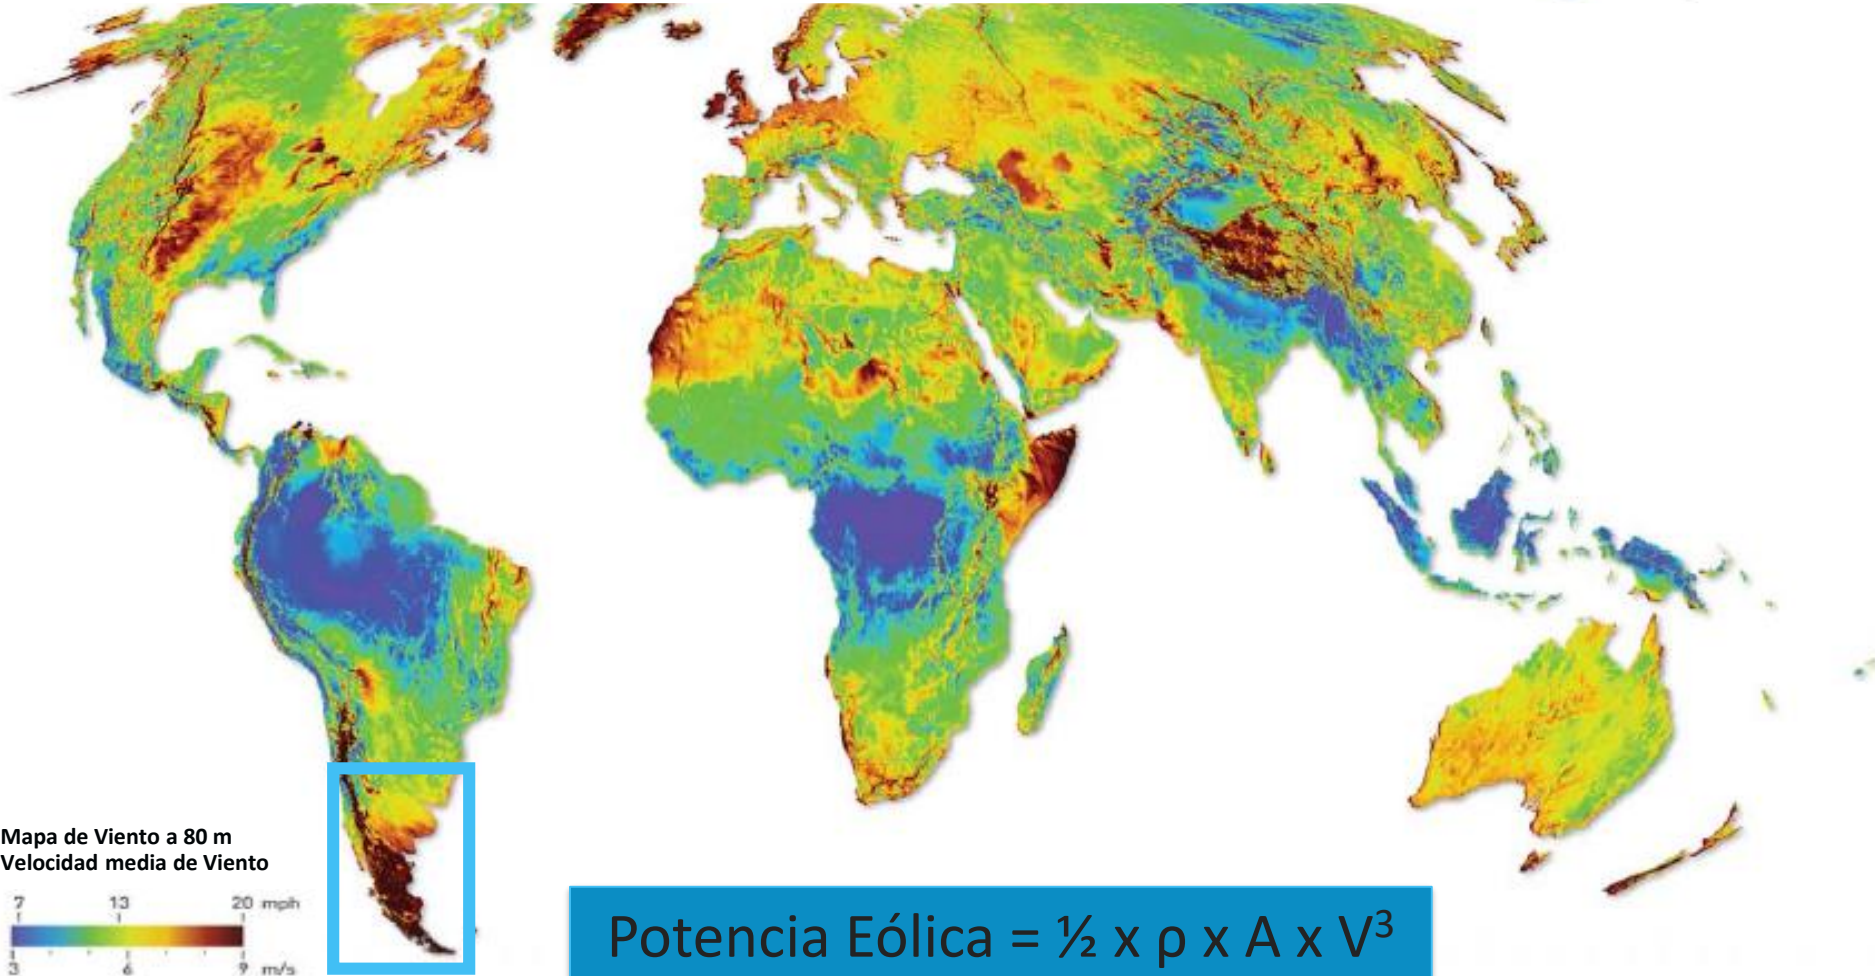 Mapa de Viento a 80 m
Velocidad media de Viento
7 13 20 mph
3 6 9 m/s
Potencia Eólica = ½ x ρ x A x V³